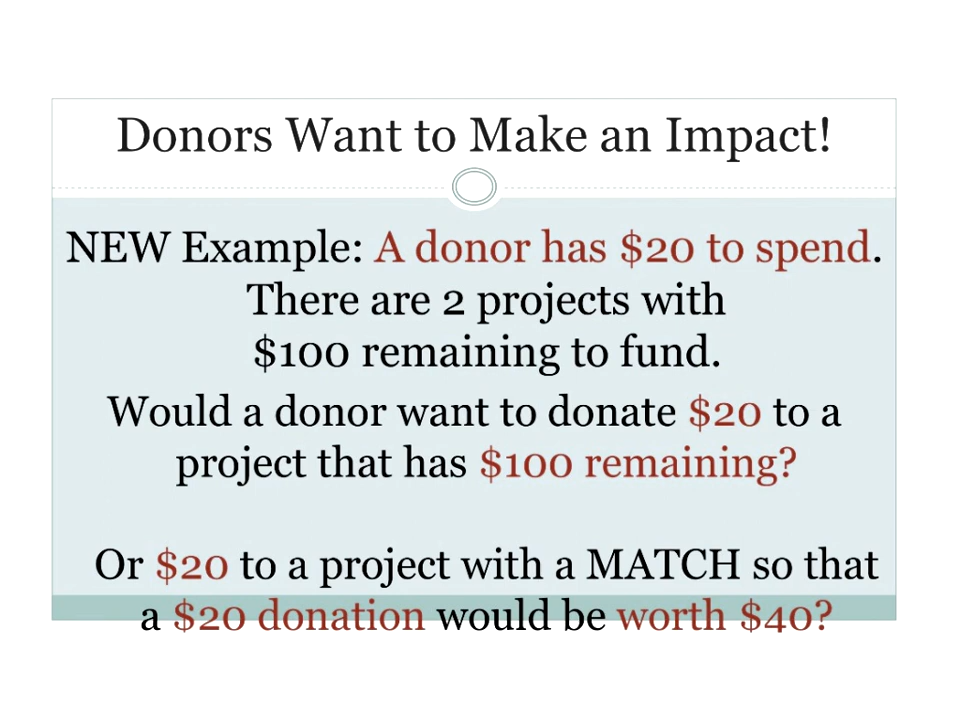 Donors Want to Make an Impact!
NEW Example: A donor has $20 to spend.
There are 2 projects with
$100 remaining to fund.
Would a donor want to donate $20 to a
project that has $100 remaining?
Or $20 to a project with a MATCH so that
a $20 donation would be worth $40?